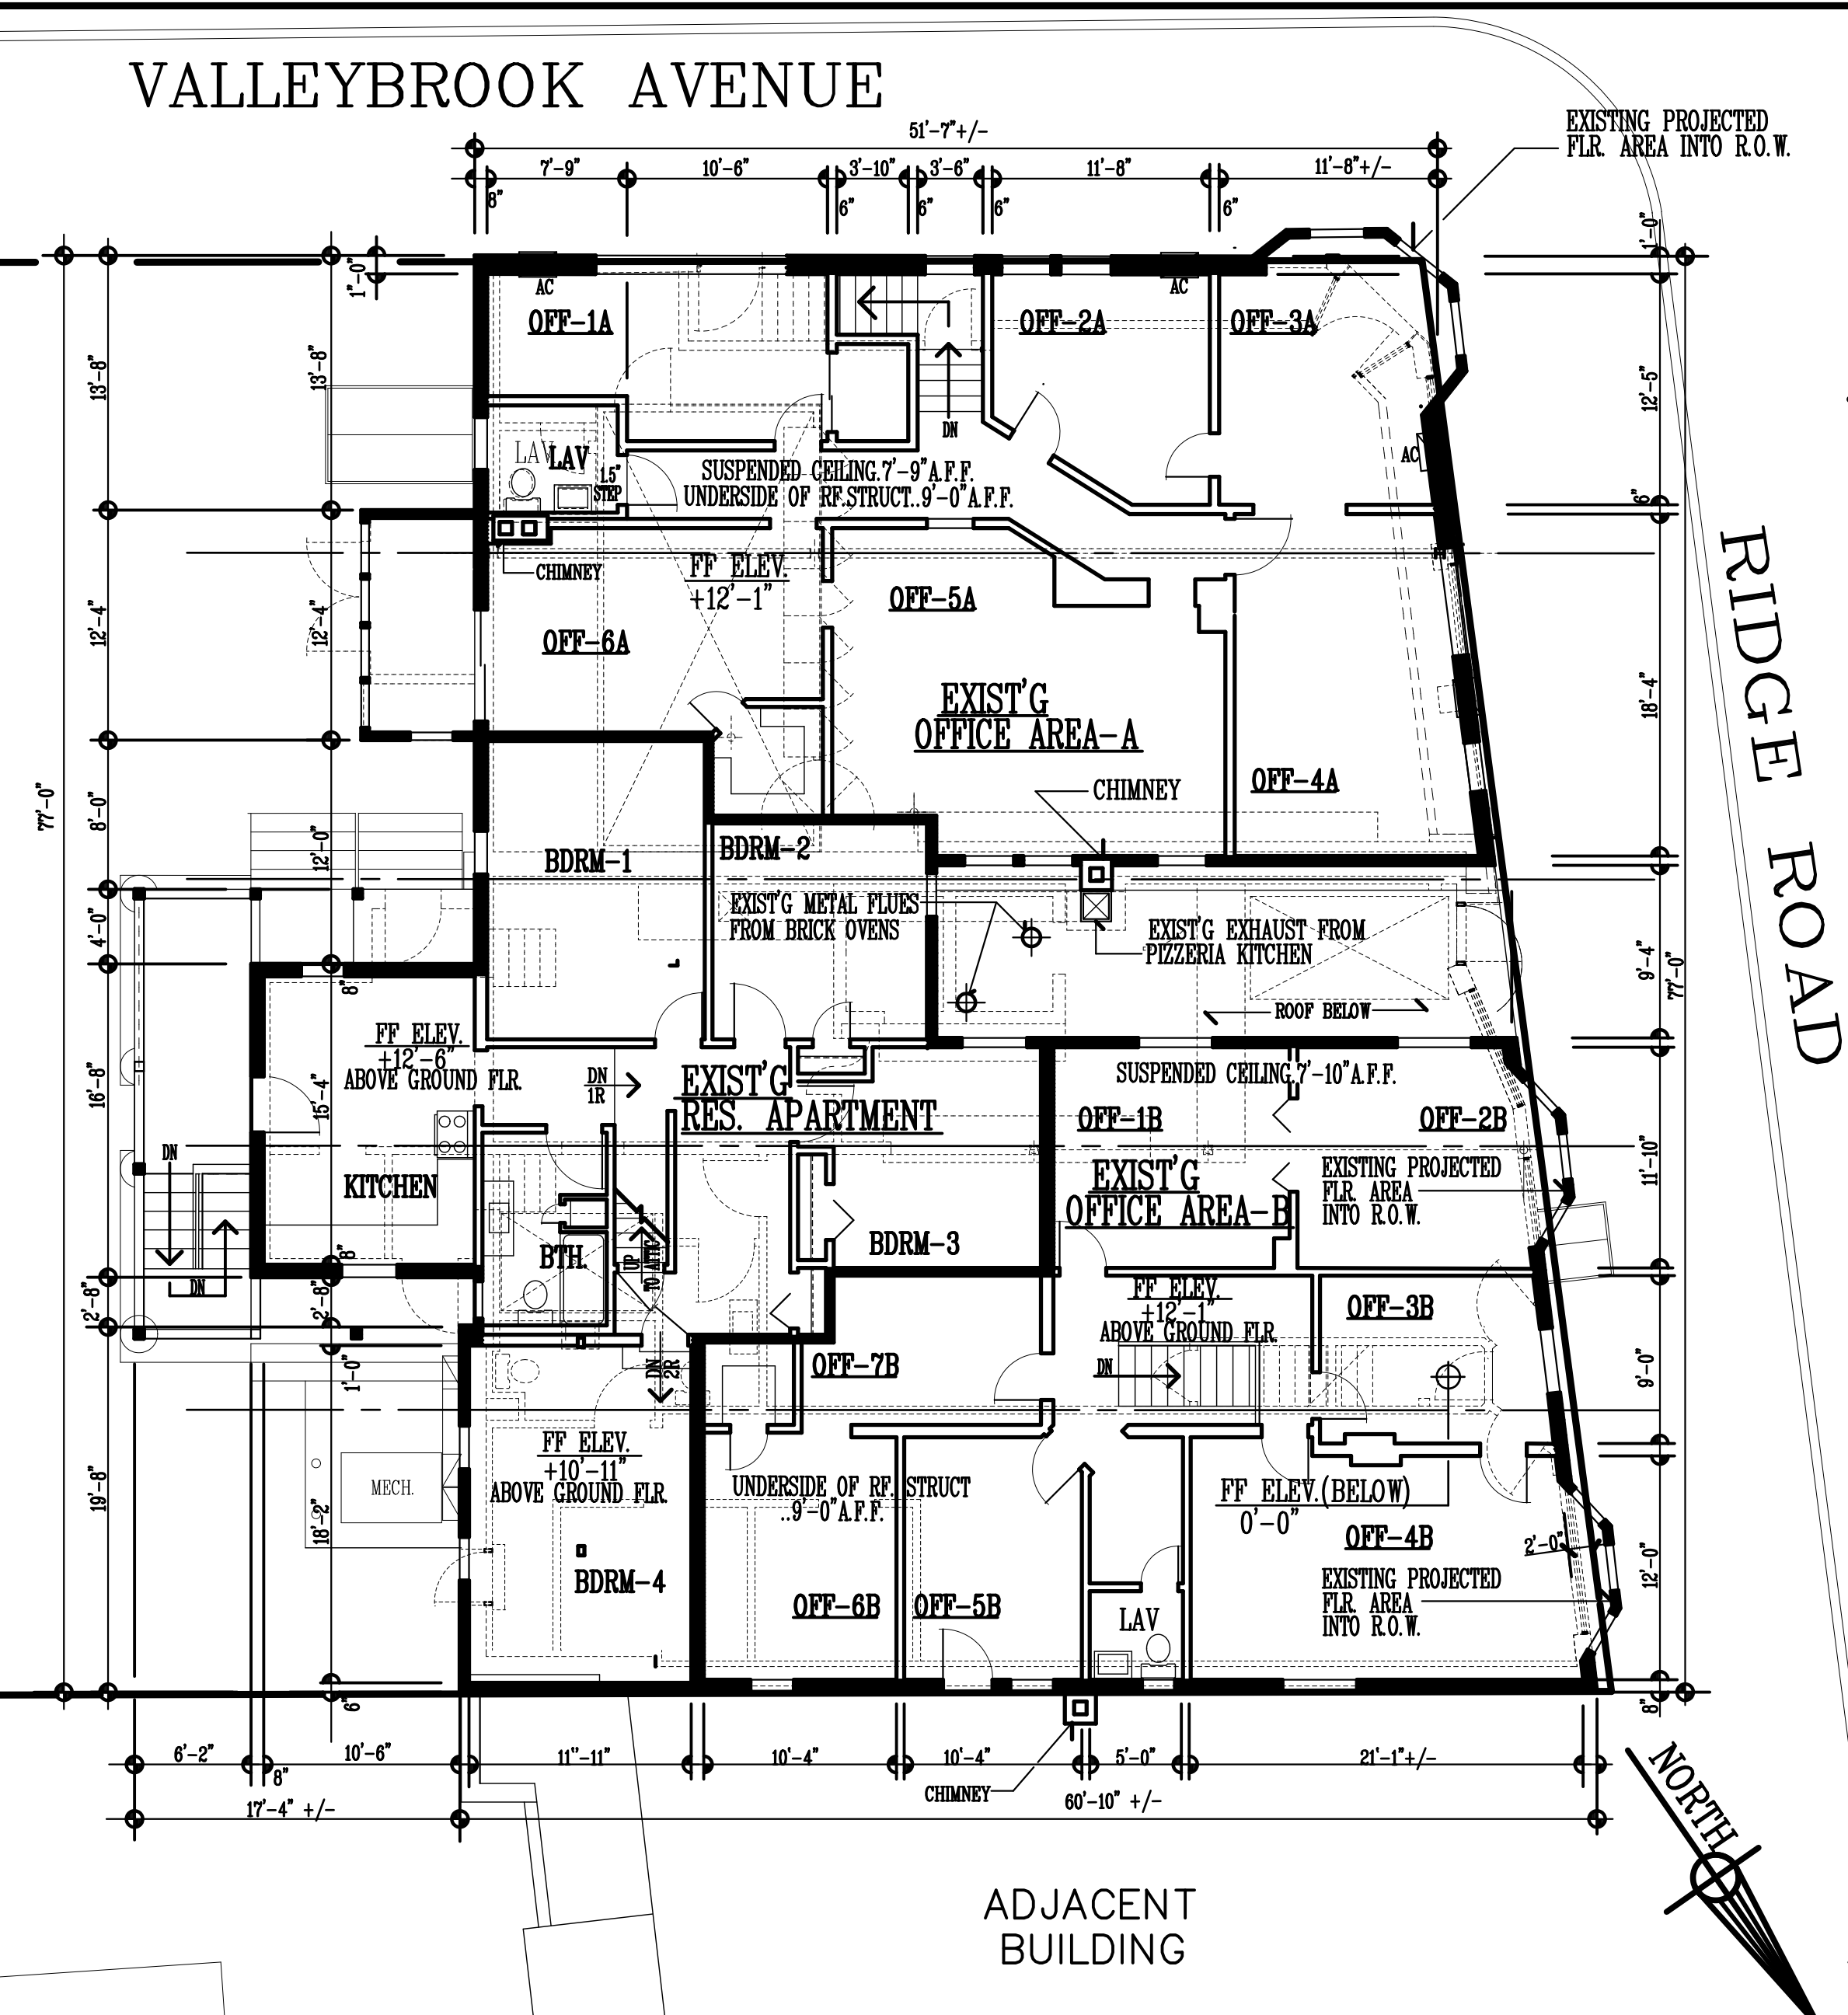 VALLEYBROOK AVENUE
EXISTING PROJECTED
FLR. AREA INTO R.O.W.
51'-7"+/-
7'-9"
10'-6"
3'-10"
3'-6"
11'-8"
11'-8"+/-
8"
6"
6"
6"
6"
1'-0"
1"-0"
AC
AC
OFF-1A
OFF-2A
OFF-3A
13'-8"
13'-8"
12'-5"
DN
AC
LAV
LAV
1.5"
STEP
SUSPENDED CEILING.7'-9"A.F.F.
UNDERSIDE OF RF.STRUCT..9'-0"A.F.F.
6"
CHIMNEY
FF ELEV.
+12'-1"
OFF-5A
OFF-6A
12'-4"
12'-4"
RIDGE ROAD
EXIST'G
OFFICE AREA-A
18'-4"
OFF-4A
CHIMNEY
77'-0"
8'-0"
12'-0"
BDRM-1
BDRM-2
EXIST'G METAL FLUES
FROM BRICK OVENS
EXIST'G EXHAUST FROM
PIZZERIA KITCHEN
4'-0"
8"
9'-4"
77'-0"
ROOF BELOW
FF ELEV.
+12'-6"
ABOVE GROUND FLR.
DN
1R
EXIST'G
RES. APARTMENT
SUSPENDED CEILING.7'-10"A.F.F.
16'-8"
15'-4"
OFF-1B
OFF-2B
DN
KITCHEN
EXIST'G
OFFICE AREA-B
EXISTING PROJECTED
FLR. AREA
INTO R.O.W.
11'-10"
BTH.
UP
TO ATTIC
BDRM-3
8"
DN
2'-8"
2'-8"
FF ELEV.
+12'-1"
ABOVE GROUND FLR.
OFF-3B
1'-0"
DN
2R
OFF-7B
DN
9'-0"
FF ELEV.
+10'-11"
ABOVE GROUND FLR.
MECH.
UNDERSIDE OF RF. STRUCT
..9'-0"A.F.F.
FF ELEV.(BELOW)
0'-0"
19'-8"
18'-2"
OFF-4B
2'-0"
BDRM-4
OFF-6B
OFF-5B
LAV
EXISTING PROJECTED
FLR. AREA
INTO R.O.W.
12'-0"
6"
8"
6'-2"
8"
10'-6"
11'-11"
10'-4"
10'-4"
5'-0"
21'-1"+/-
CHIMNEY
17'-4" +/-
60'-10" +/-
NORTH
ADJACENT
BUILDING